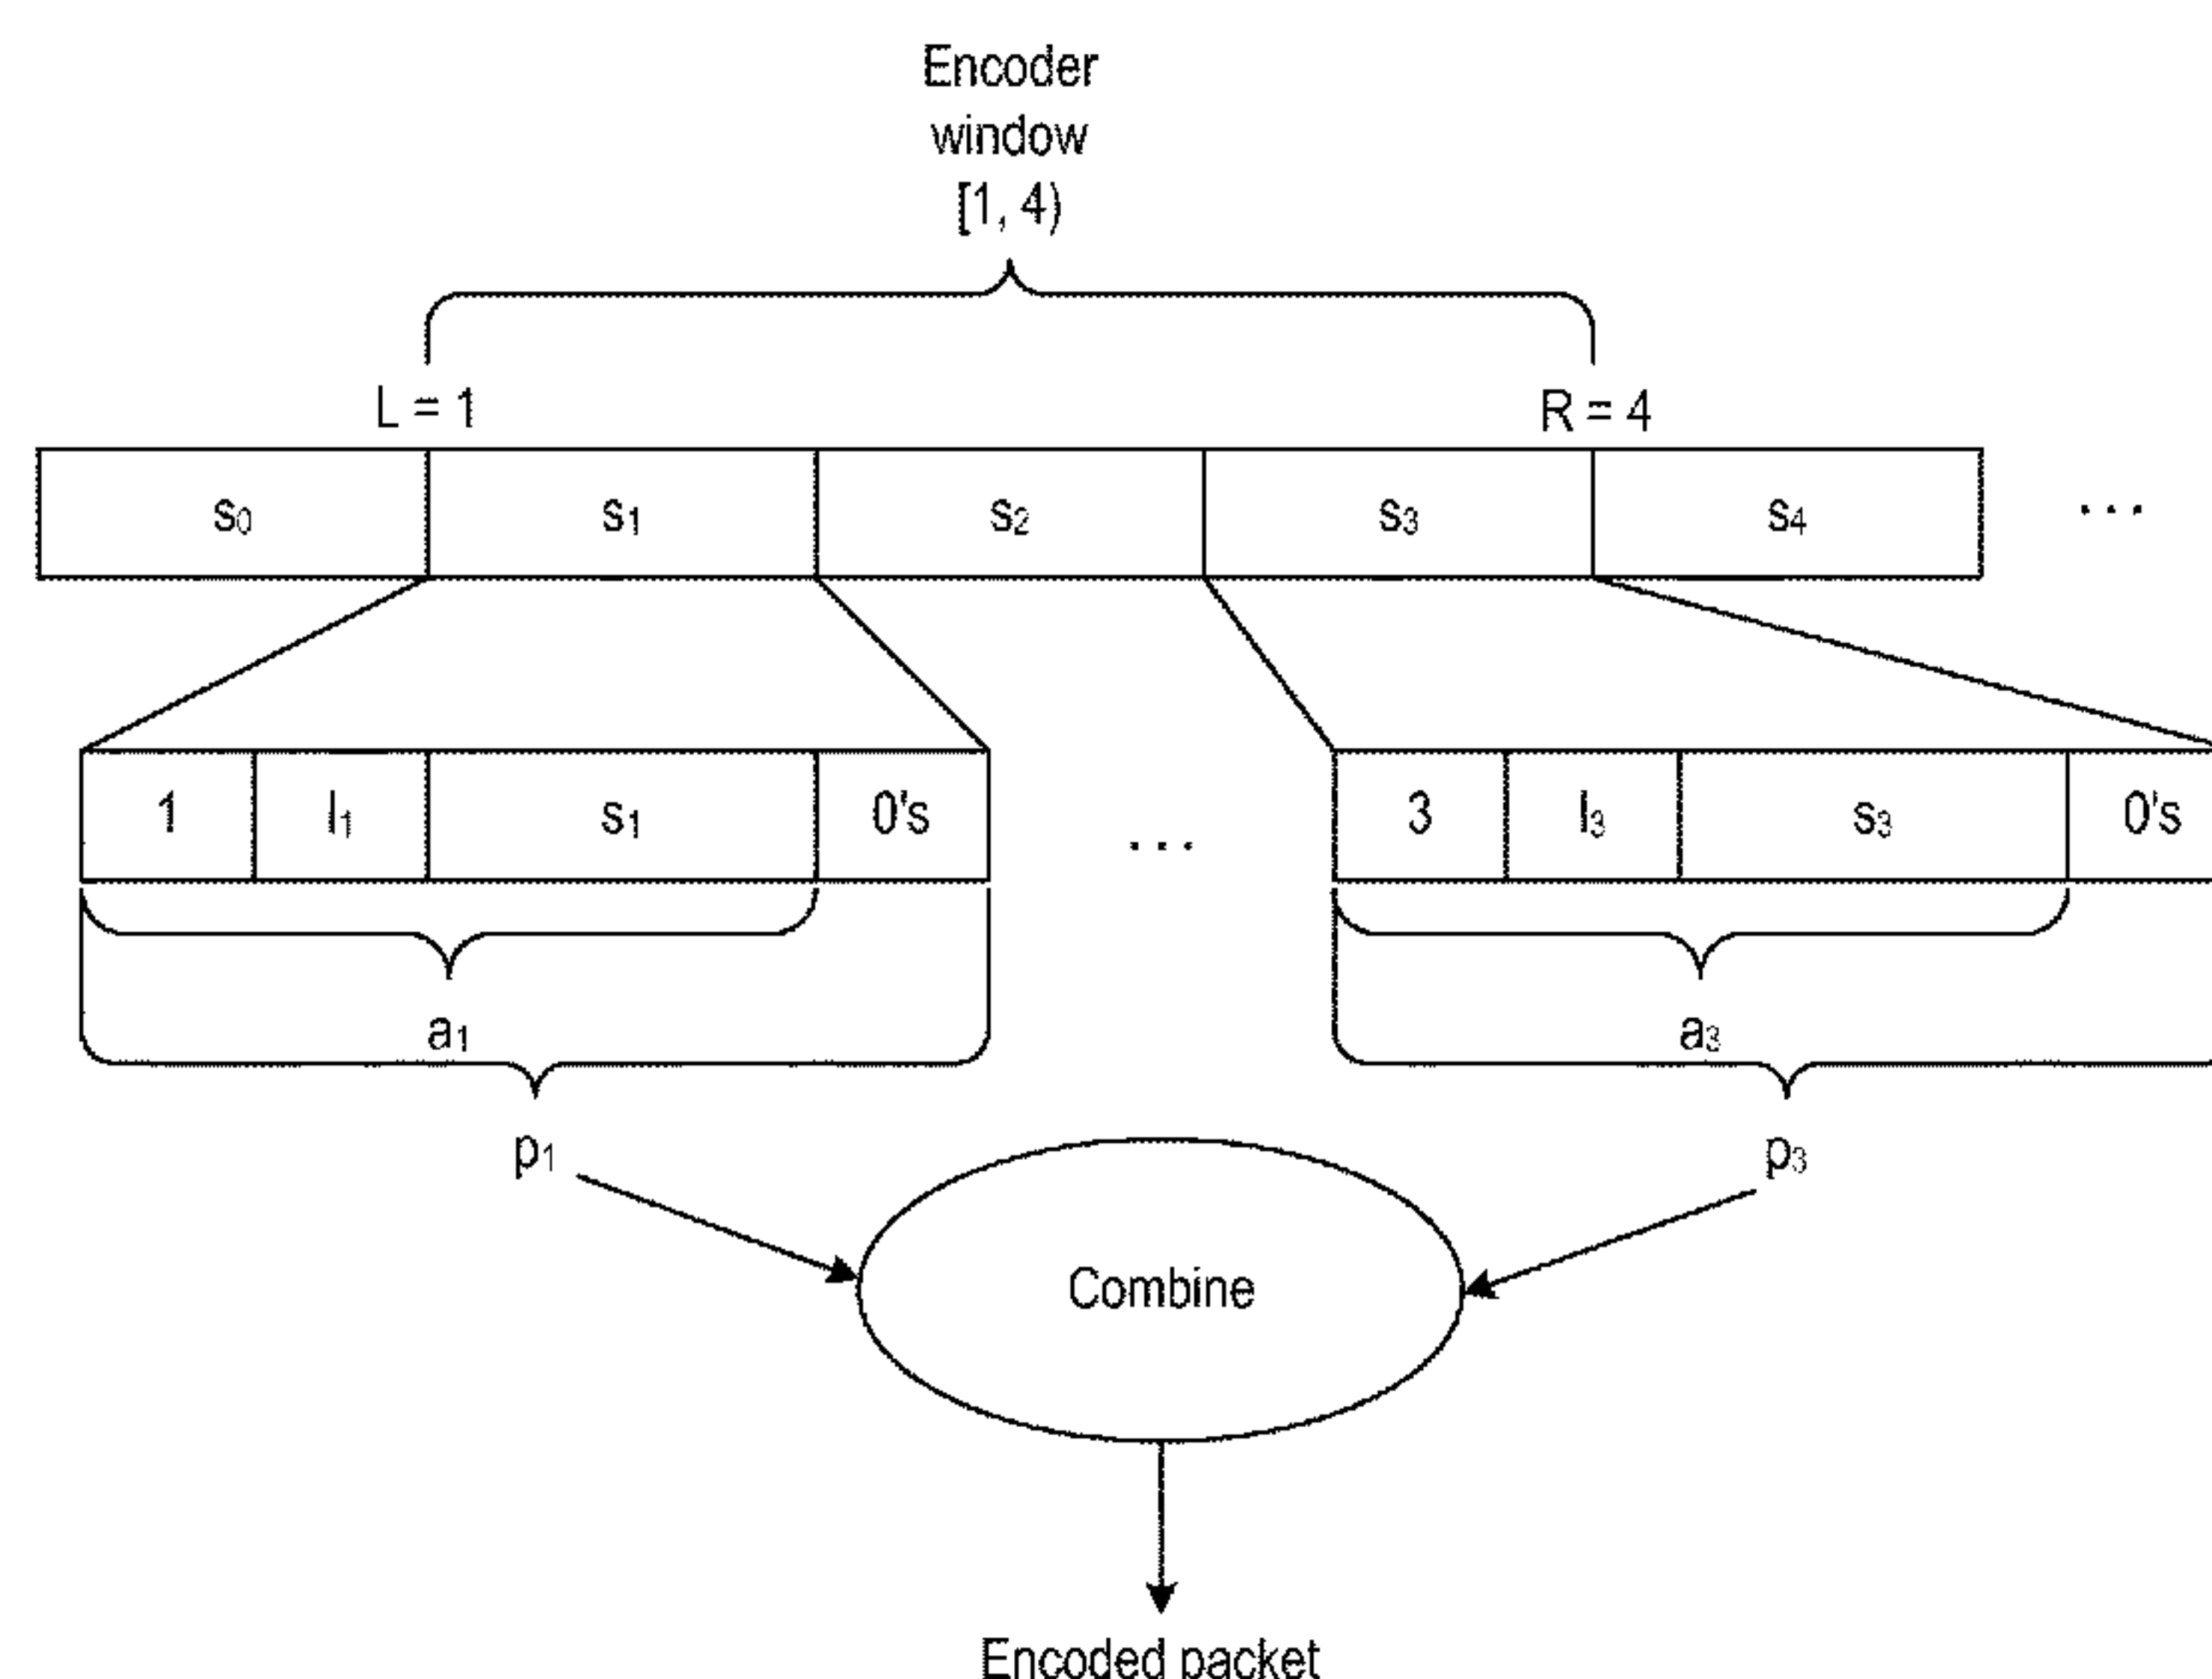 Encoder
window
[1, 4)
L = 1
R = 4
s0 s1 s2 s3 s4 ...
1 l1 s1 0's ... 3 l3 s3 0's
a1 a3
p1 p3
Combine
Encoded packet